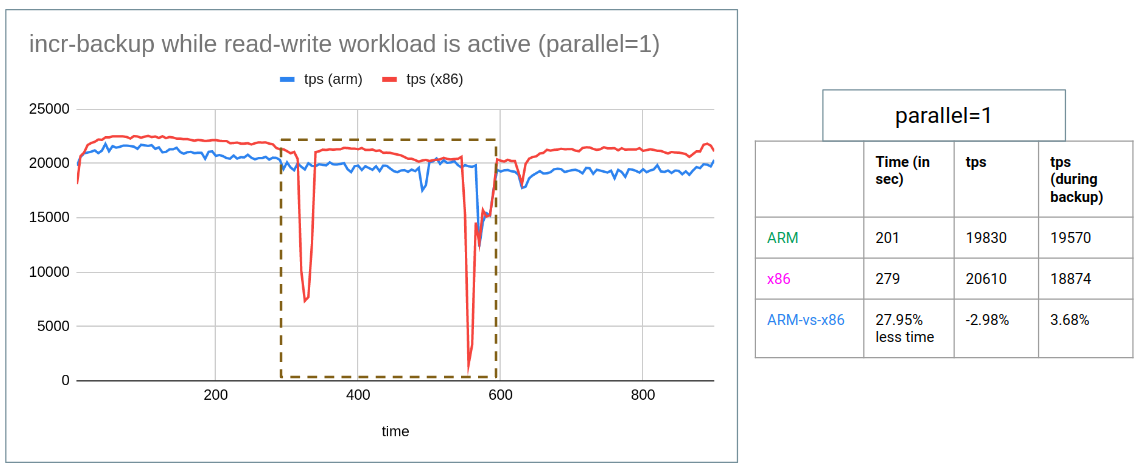 incr-backup while read-write workload is active (parallel=1)
tps (arm) tps (x86)
25000
20000
15000
10000
5000
0
200 400 600 800
time
parallel=1
Time (in sec) tps tps (during backup)
ARM 201 19830 19570
x86 279 20610 18874
ARM-vs-x86 27.95% less time -2.98% 3.68%